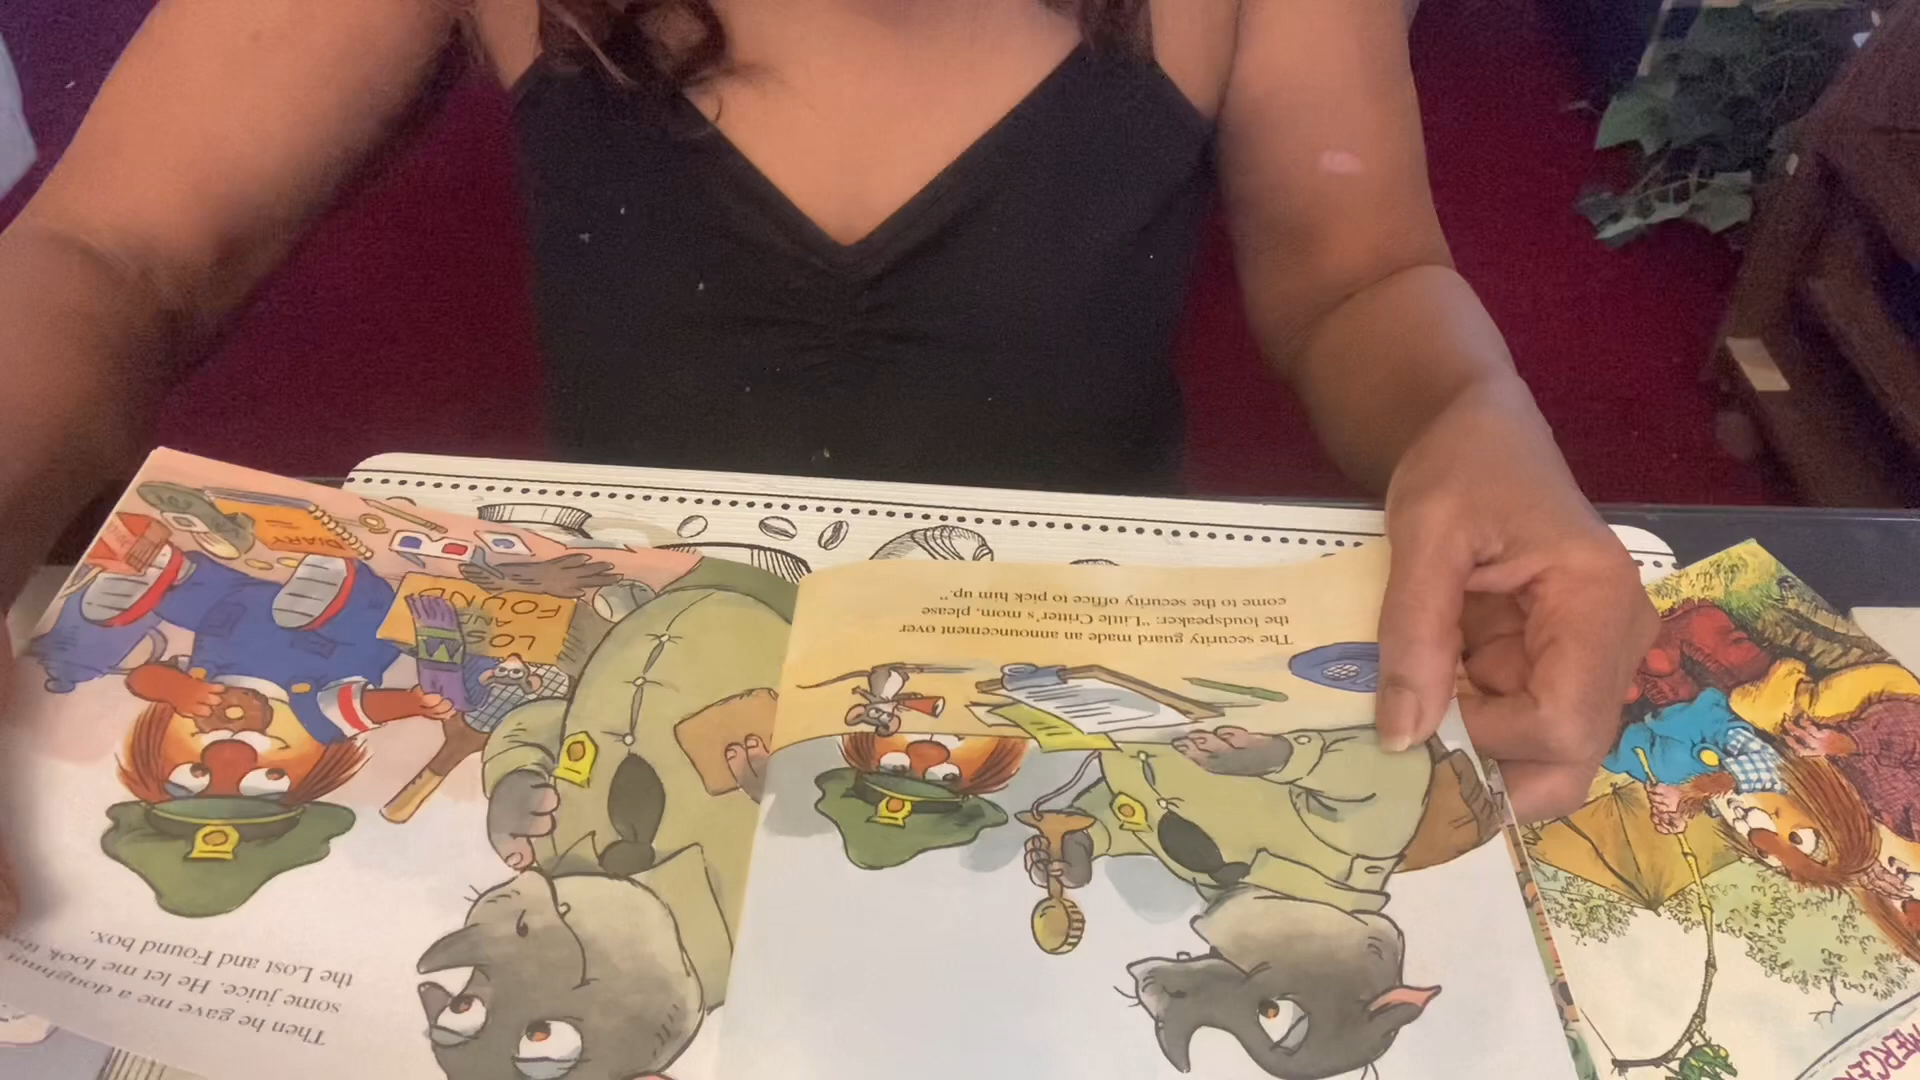 The security guard made an announcement over
the loudspeaker: "Little Critter's mom, please
come to the security office to pick him up."
Then he gave me a doughnut
some juice. He let me look
the Lost and Found box.
LOS
AND
FOUND
DIARY